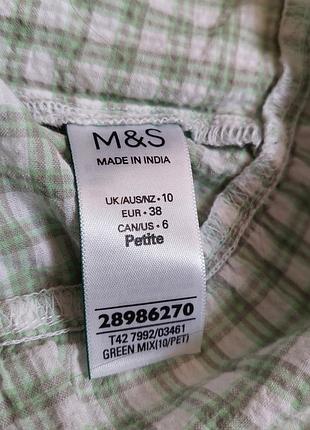 M&S
MADE IN INDIA
UK/AUS/NZ • 10
EUR • 38
CAN/US • 6
Petite
28986270
T42 7992/03461
GREEN MIX(10/PET)